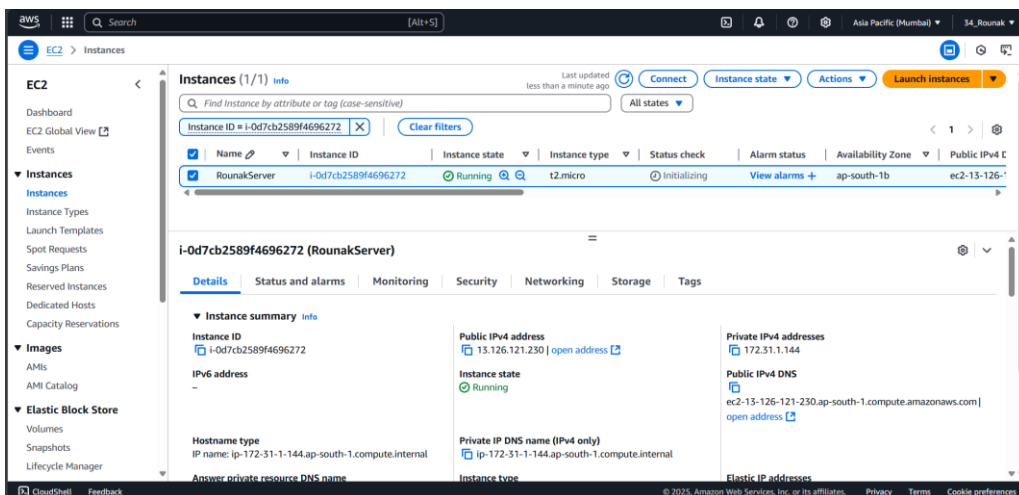 aws
Search [Alt+S]
Asia Pacific (Mumbai) ▼ 34_Rounak ▼
EC2 > Instances
EC2
Dashboard
EC2 Global View
Events
▼ Instances
Instances
Instance Types
Launch Templates
Spot Requests
Savings Plans
Reserved Instances
Dedicated Hosts
Capacity Reservations
▼ Images
AMIs
AMI Catalog
▼ Elastic Block Store
Volumes
Snapshots
Lifecycle Manager
Instances (1/1) Info
Last updated
less than a minute ago
Connect
Instance state ▼
Actions ▼
Launch instances ▼
Find Instance by attribute or tag (case-sensitive)
All states ▼
Instance ID = i-0d7cb2589f4696272 X
Clear filters
< 1 >
Name Instance ID Instance state Instance type Status check Alarm status Availability Zone Public IPv4 D
RounakServer i-0d7cb2589f4696272 Running t2.micro Initializing View alarms + ap-south-1b ec2-13-126-1
i-0d7cb2589f4696272 (RounakServer)
Details Status and alarms Monitoring Security Networking Storage Tags
▼ Instance summary Info
Instance ID
i-0d7cb2589f4696272
Public IPv4 address
13.126.121.230 | open address
Private IPv4 addresses
172.31.1.144
IPv6 address
–
Instance state
Running
Public IPv4 DNS
ec2-13-126-121-230.ap-south-1.compute.amazonaws.com |
open address
Hostname type
IP name: ip-172-31-1-144.ap-south-1.compute.internal
Private IP DNS name (IPv4 only)
ip-172-31-1-144.ap-south-1.compute.internal
Answer private resource DNS name
Instance type
Elastic IP addresses
CloudShell Feedback
© 2025, Amazon Web Services, Inc. or its affiliates. Privacy Terms Cookie preferences